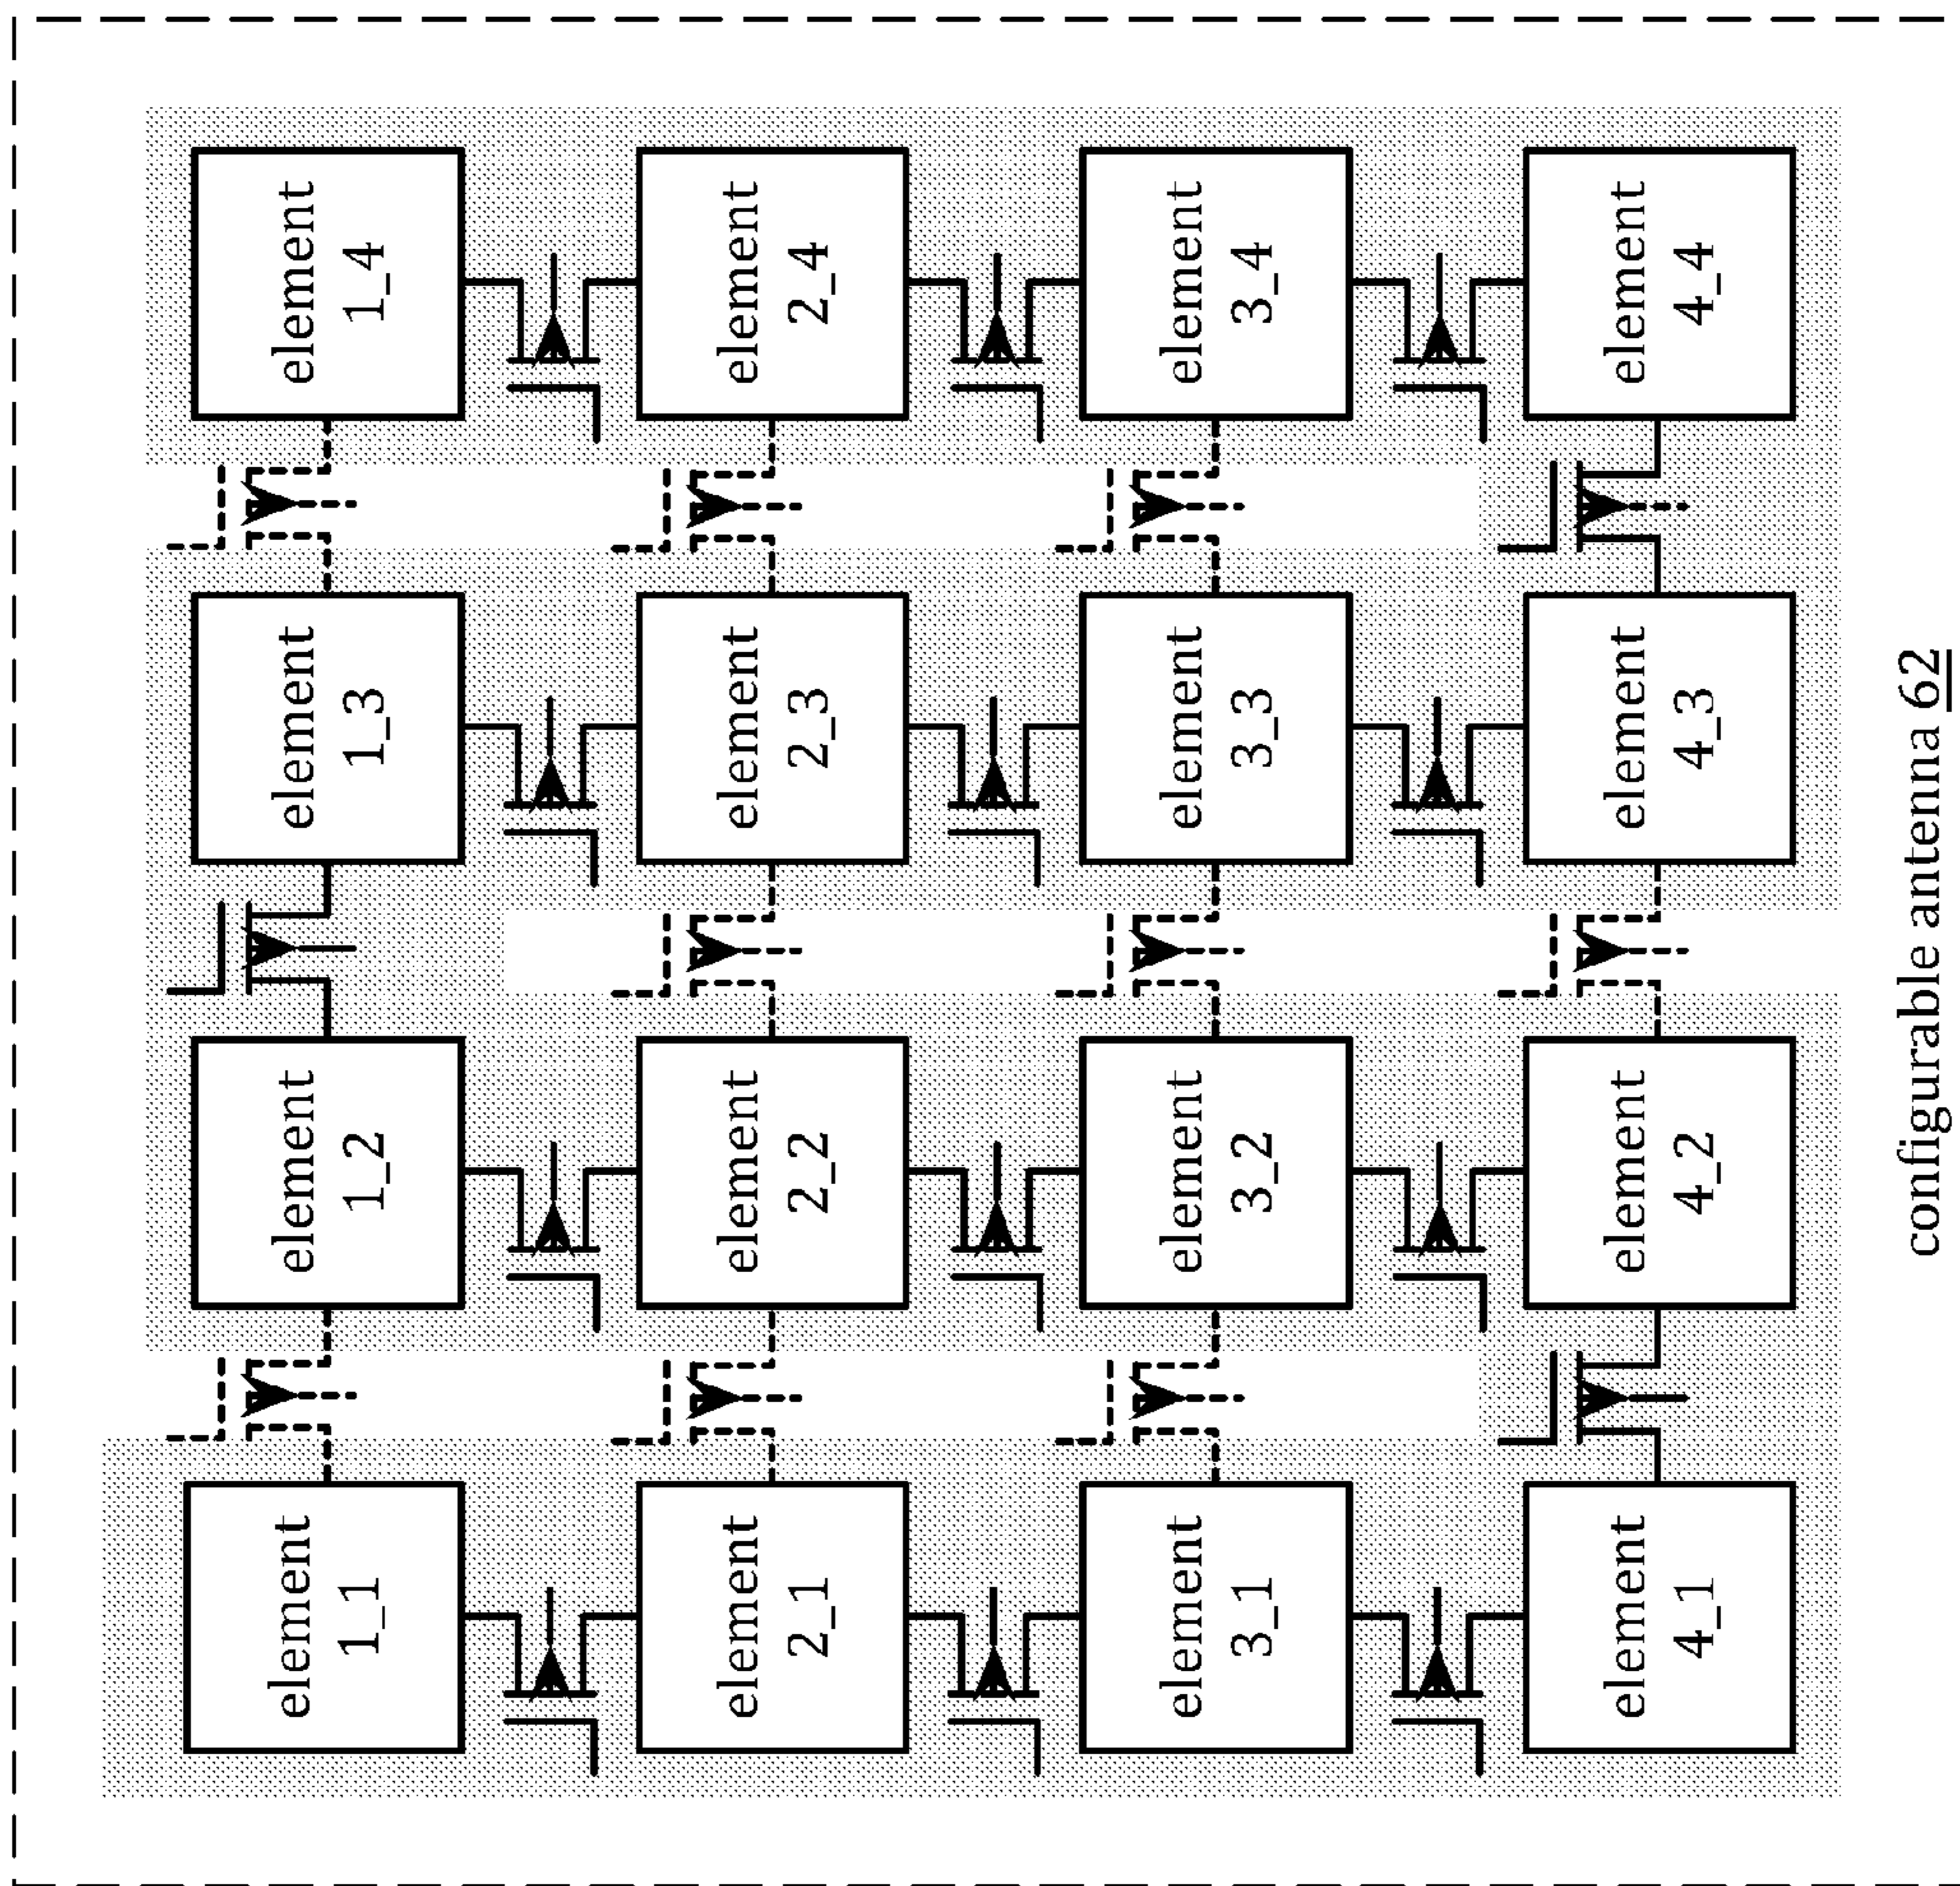 element
1_1
element
1_2
element
1_3
element
1_4
element
2_1
element
2_2
element
2_3
element
2_4
element
3_1
element
3_2
element
3_3
element
3_4
element
4_1
element
4_2
element
4_3
element
4_4
configurable antenna 62